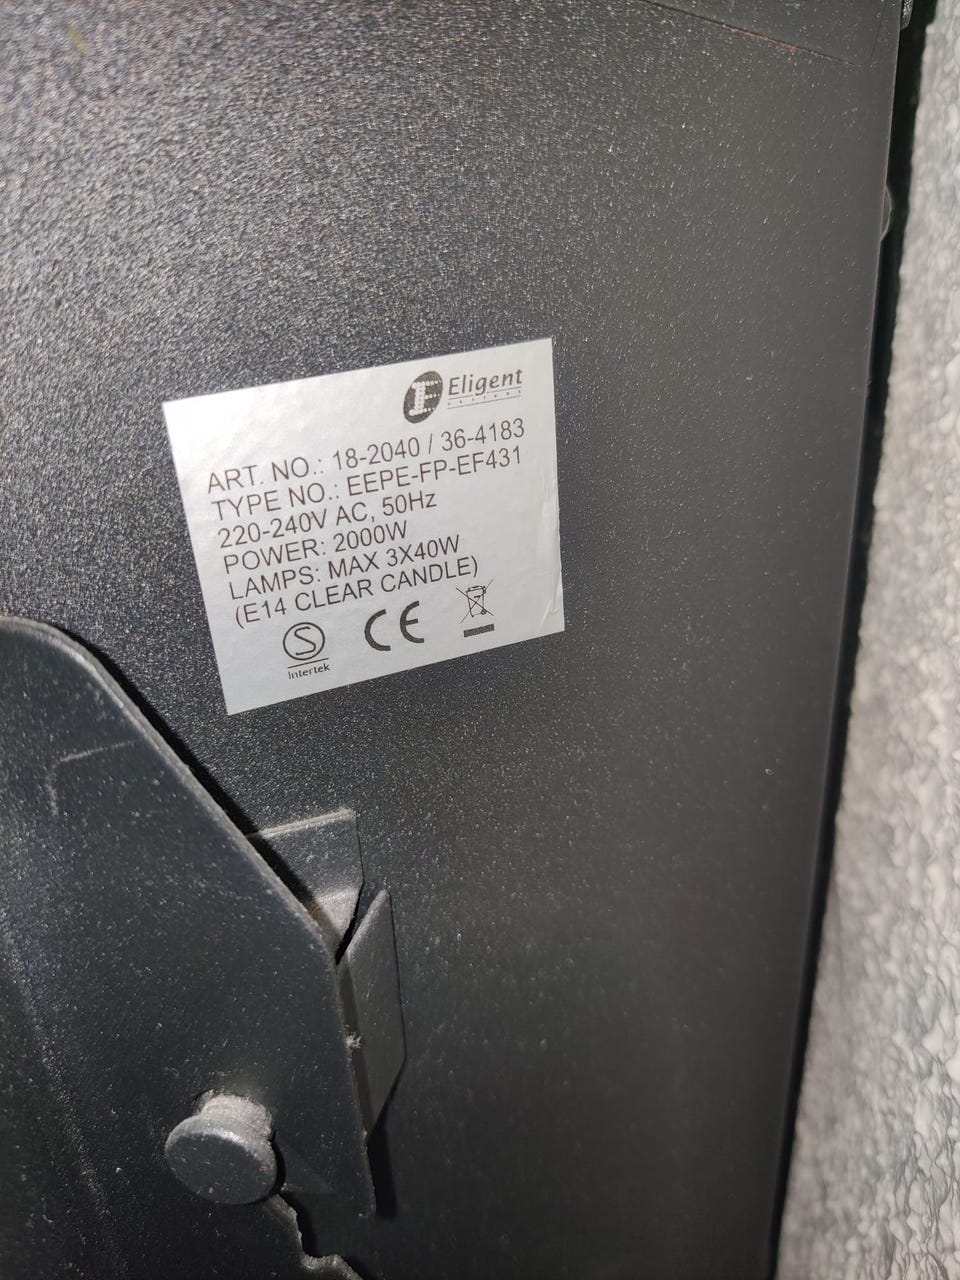 Eligent
ART. NO.: 18-2040 / 36-4183
TYPE NO.: EEPE-FP-EF431
220-240V AC, 50Hz
POWER: 2000W
LAMPS: MAX 3X40W
(E14 CLEAR CANDLE)
S
CE
Intertek